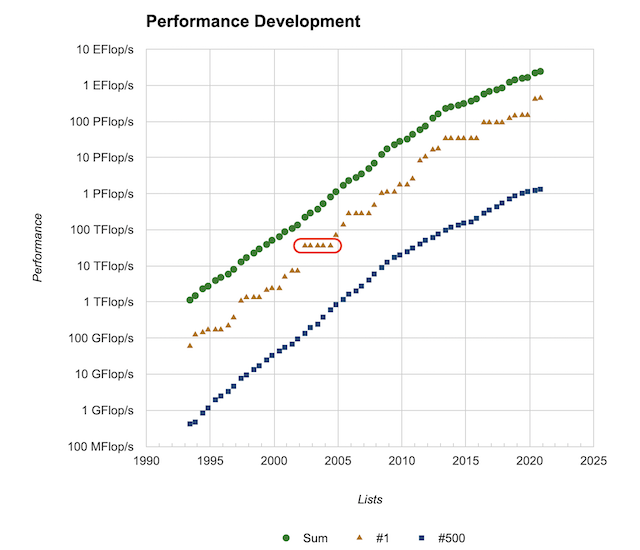 Performance Development
10 EFlop/s
1 EFlop/s
100 PFlop/s
10 PFlop/s
1 PFlop/s
100 TFlop/s
10 TFlop/s
1 TFlop/s
100 GFlop/s
10 GFlop/s
1 GFlop/s
100 MFlop/s
Performance
1990 1995 2000 2005 2010 2015 2020 2025
Lists
Sum #1 #500